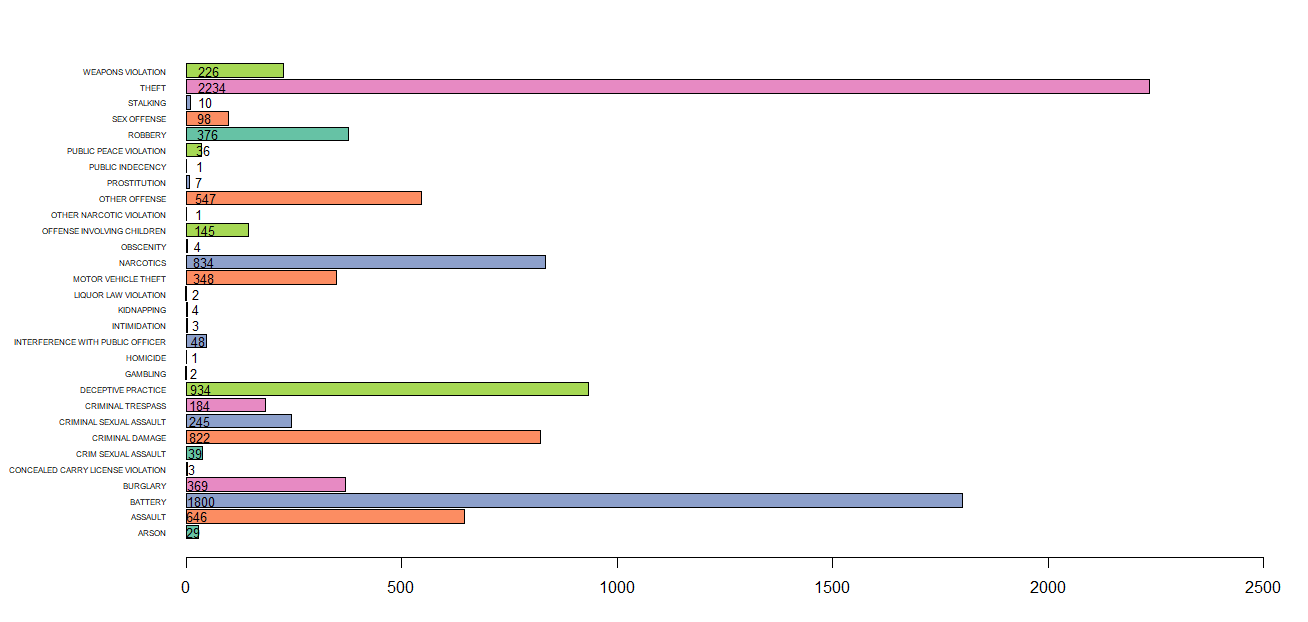 WEAPONS VIOLATION 226
THEFT 2234
STALKING 10
SEX OFFENSE 98
ROBBERY 376
PUBLIC PEACE VIOLATION 36
PUBLIC INDECENCY 1
PROSTITUTION 7
OTHER OFFENSE 547
OTHER NARCOTIC VIOLATION 1
OFFENSE INVOLVING CHILDREN 145
OBSCENITY 4
NARCOTICS 834
MOTOR VEHICLE THEFT 348
LIQUOR LAW VIOLATION 2
KIDNAPPING 4
INTIMIDATION 3
INTERFERENCE WITH PUBLIC OFFICER 48
HOMICIDE 1
GAMBLING 2
DECEPTIVE PRACTICE 934
CRIMINAL TRESPASS 184
CRIMINAL SEXUAL ASSAULT 245
CRIMINAL DAMAGE 822
CRIM SEXUAL ASSAULT 39
CONCEALED CARRY LICENSE VIOLATION 3
BURGLARY 369
BATTERY 1800
ASSAULT 646
ARSON 29
0 500 1000 1500 2000 2500